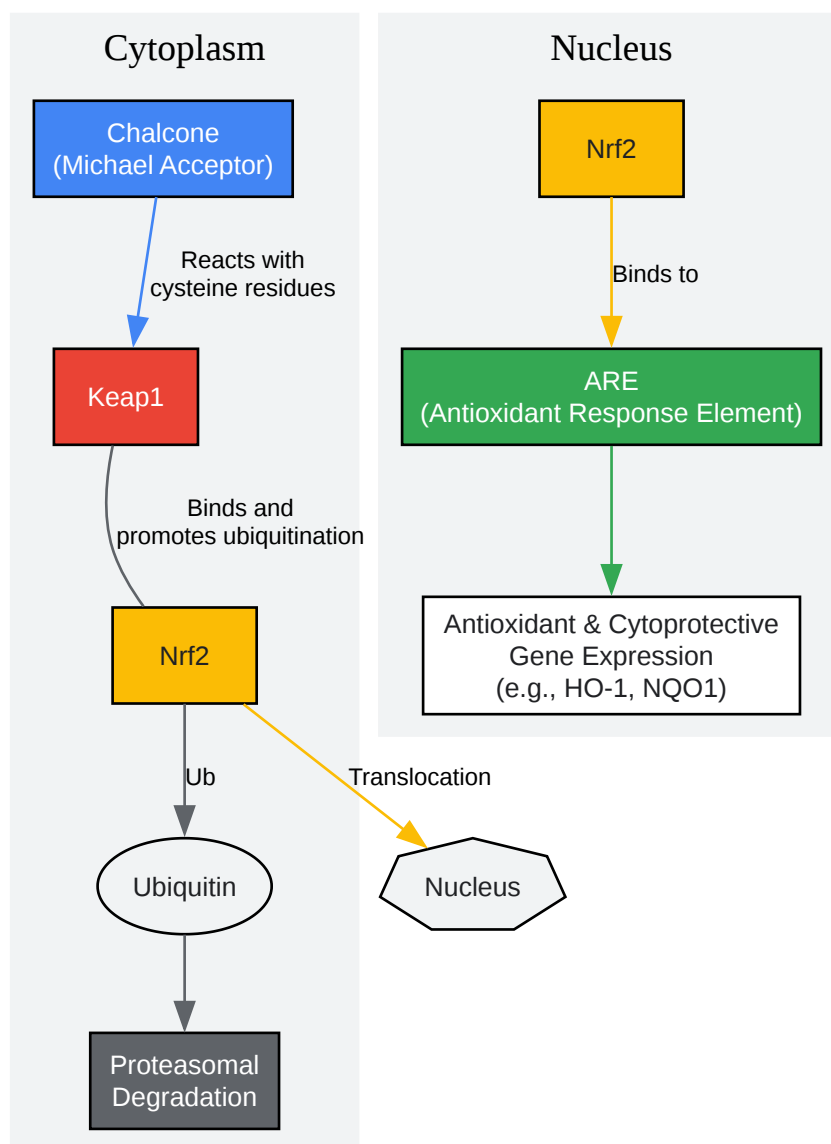 Cytoplasm
Chalcone
(Michael Acceptor)
Reacts with
cysteine residues
Keap1
Binds and
promotes ubiquitination
Nrf2
Ub
Translocation
Ubiquitin
Nucleus
Proteasomal
Degradation
Nucleus
Nrf2
Binds to
ARE
(Antioxidant Response Element)
Antioxidant & Cytoprotective
Gene Expression
(e.g., HO-1, NQO1)